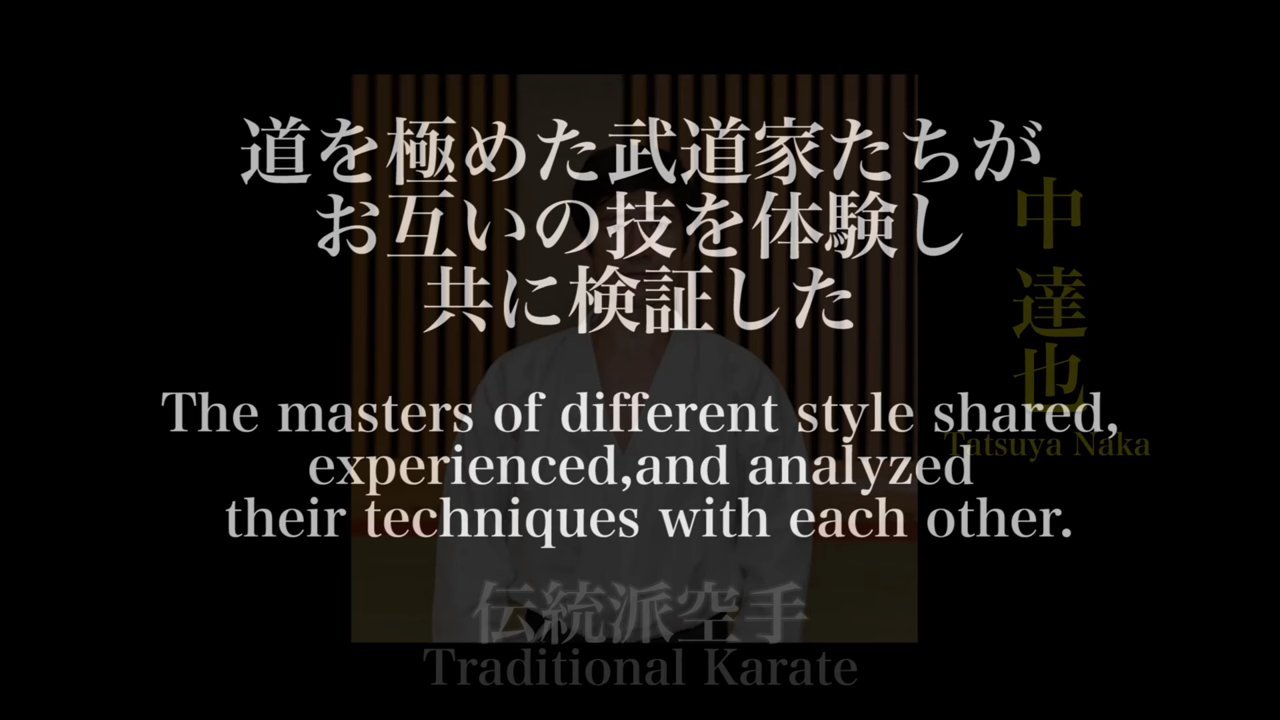 道を極めた武道家たちが
お互いの技を体験し
共に検証した
The masters of different style shared,
experienced,and analyzed
their techniques with each other.
中 達也
Tatsuya Naka
伝統派空手
Traditional Karate